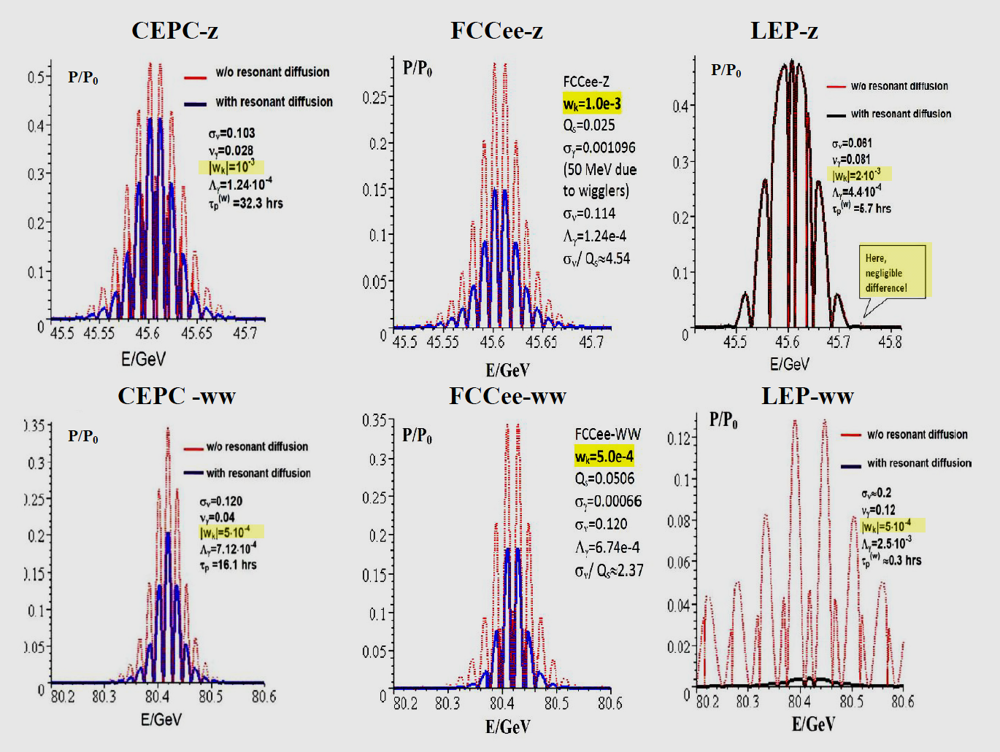 CEPC-z
P/P₀
w/o resonant diffusion
with resonant diffusion
σᵥ=0.103
νᵧ=0.028
|wₖ|=10⁻³
Λᵧ=1.24·10⁻⁴
τₚ⁽ʷ⁾ =32.3 hrs
0.5
0.4
0.3
0.2
0.1
0
45.5 45.55 45.6 45.65 45.7
E/GeV
FCCee-z
P/P₀
FCCee-Z
wₖ=1.0e-3
Qₛ=0.025
σᵧ=0.001096
(50 MeV due
to wigglers)
σᵥ=0.114
Λᵧ=1.24e-4
σᵥ/ Qₛ≈4.54
0.25
0.2
0.15
0.1
0.05
0
45.5 45.55 45.6 45.65 45.7
E/GeV
LEP-z
P/P₀
w/o resonant diffusion
with resonant diffusion
σᵥ=0.061
νᵧ=0.081
|wₖ|=2·10⁻³
Λᵧ=4.4·10⁻⁴
τₚ⁽ʷ⁾ =5.7 hrs
Here,
negligible
difference!
0.4
0.3
0.2
0.1
0
45.5 45.6 45.7 45.8
E/GeV
CEPC -ww
P/P₀
w/o resonant diffusion
with resonant diffusion
σᵥ=0.120
νᵧ=0.04
|wₖ|=5·10⁻⁴
Λᵧ=7.12·10⁻⁴
τₚ =16.1 hrs
).35
0.3
).25
0.2
).15
0.1
).05
0
80.2 80.3 80.4 80.5 80.6
E/GeV
FCCee-ww
P/P₀
FCCee-WW
wₖ=5.0e-4
Qₛ=0.0506
σᵧ=0.00066
σᵥ=0.120
Λᵧ=6.74e-4
σᵥ/ Qₛ≈2.37
0.35
0.3
0.25
0.2
0.15
0.1
0.05
0
80.2 80.3 80.4 80.5 80.6
E/GeV
LEP-ww
P/P₀
w/o resonant diffusion
with resonant diffusion
σᵥ≈0.2
νᵧ=0.12
|wₖ|=5·10⁻⁴
Λᵧ=2.5·10⁻³
τₚ⁽ʷ⁾ ≈0.3 hrs
0.12
0.1
0.08
0.06
0.04
0.02
0
80.2 80.3 80.4 80.5 80.6
E/GeV